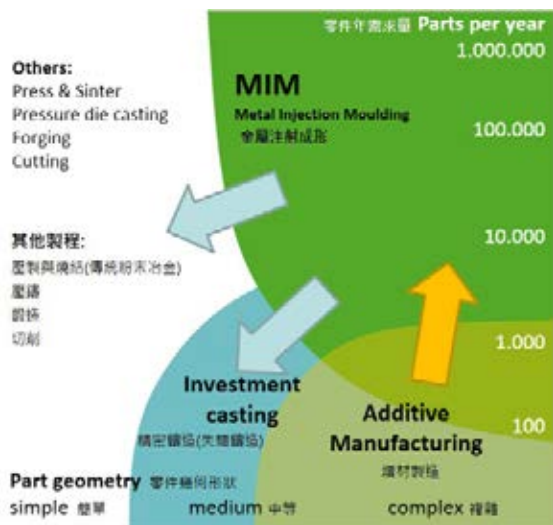 零件年需求量 Parts per year
1.000.000
Others:
Press & Sinter
Pressure die casting
Forging
Cutting
MIM
Metal Injection Moulding
金屬注射成形
100.000
其他製程:
壓製與燒結(傳統粉末冶金)
壓鑄
鍛造
切削
10.000
1.000
Investment
casting
精密鑄造(失蠟鑄造)
Additive
Manufacturing
增材製造
100
Part geometry 零件幾何形狀
simple 簡單
medium 中等
complex 複雜